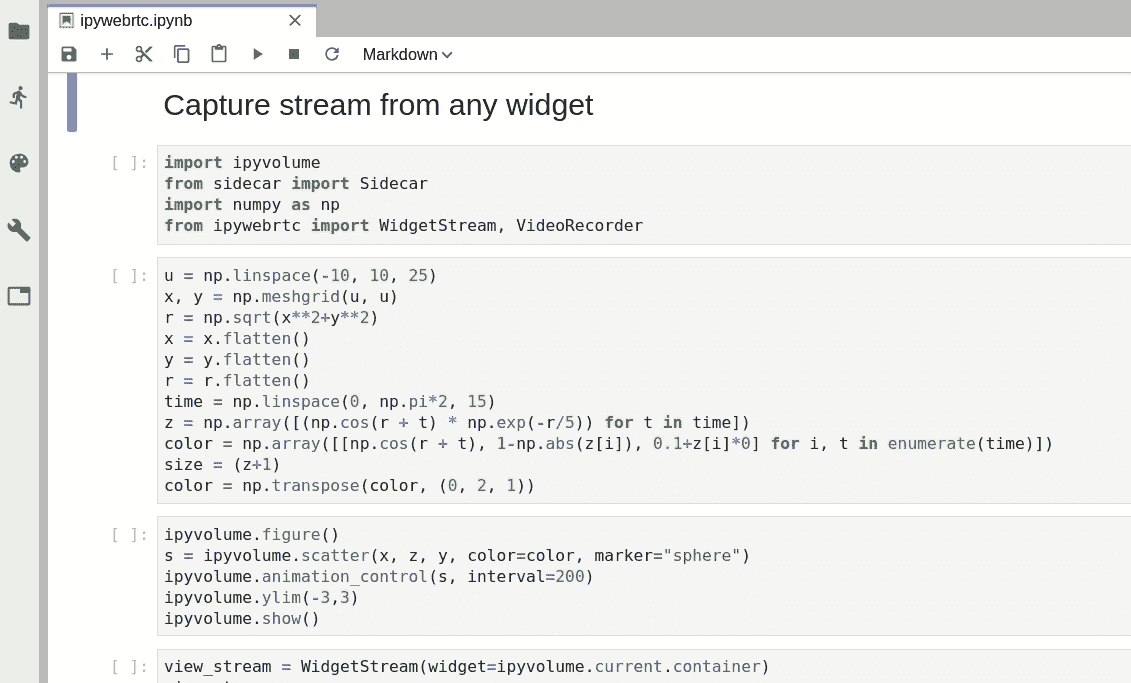 ipywebrtc.ipynb
Markdown
Capture stream from any widget
[ ]: import ipyvolume
from sidecar import Sidecar
import numpy as np
from ipywebrtc import WidgetStream, VideoRecorder
[ ]: u = np.linspace(-10, 10, 25)
x, y = np.meshgrid(u, u)
r = np.sqrt(x**2+y**2)
x = x.flatten()
y = y.flatten()
r = r.flatten()
time = np.linspace(0, np.pi*2, 15)
z = np.array([(np.cos(r + t) * np.exp(-r/5)) for t in time])
color = np.array([[np.cos(r + t), 1-np.abs(z[i]), 0.1+z[i]*0] for i, t in enumerate(time)])
size = (z+1)
color = np.transpose(color, (0, 2, 1))
[ ]: ipyvolume.figure()
s = ipyvolume.scatter(x, z, y, color=color, marker="sphere")
ipyvolume.animation_control(s, interval=200)
ipyvolume.ylim(-3,3)
ipyvolume.show()
[ ]: view_stream = WidgetStream(widget=ipyvolume.current.container)